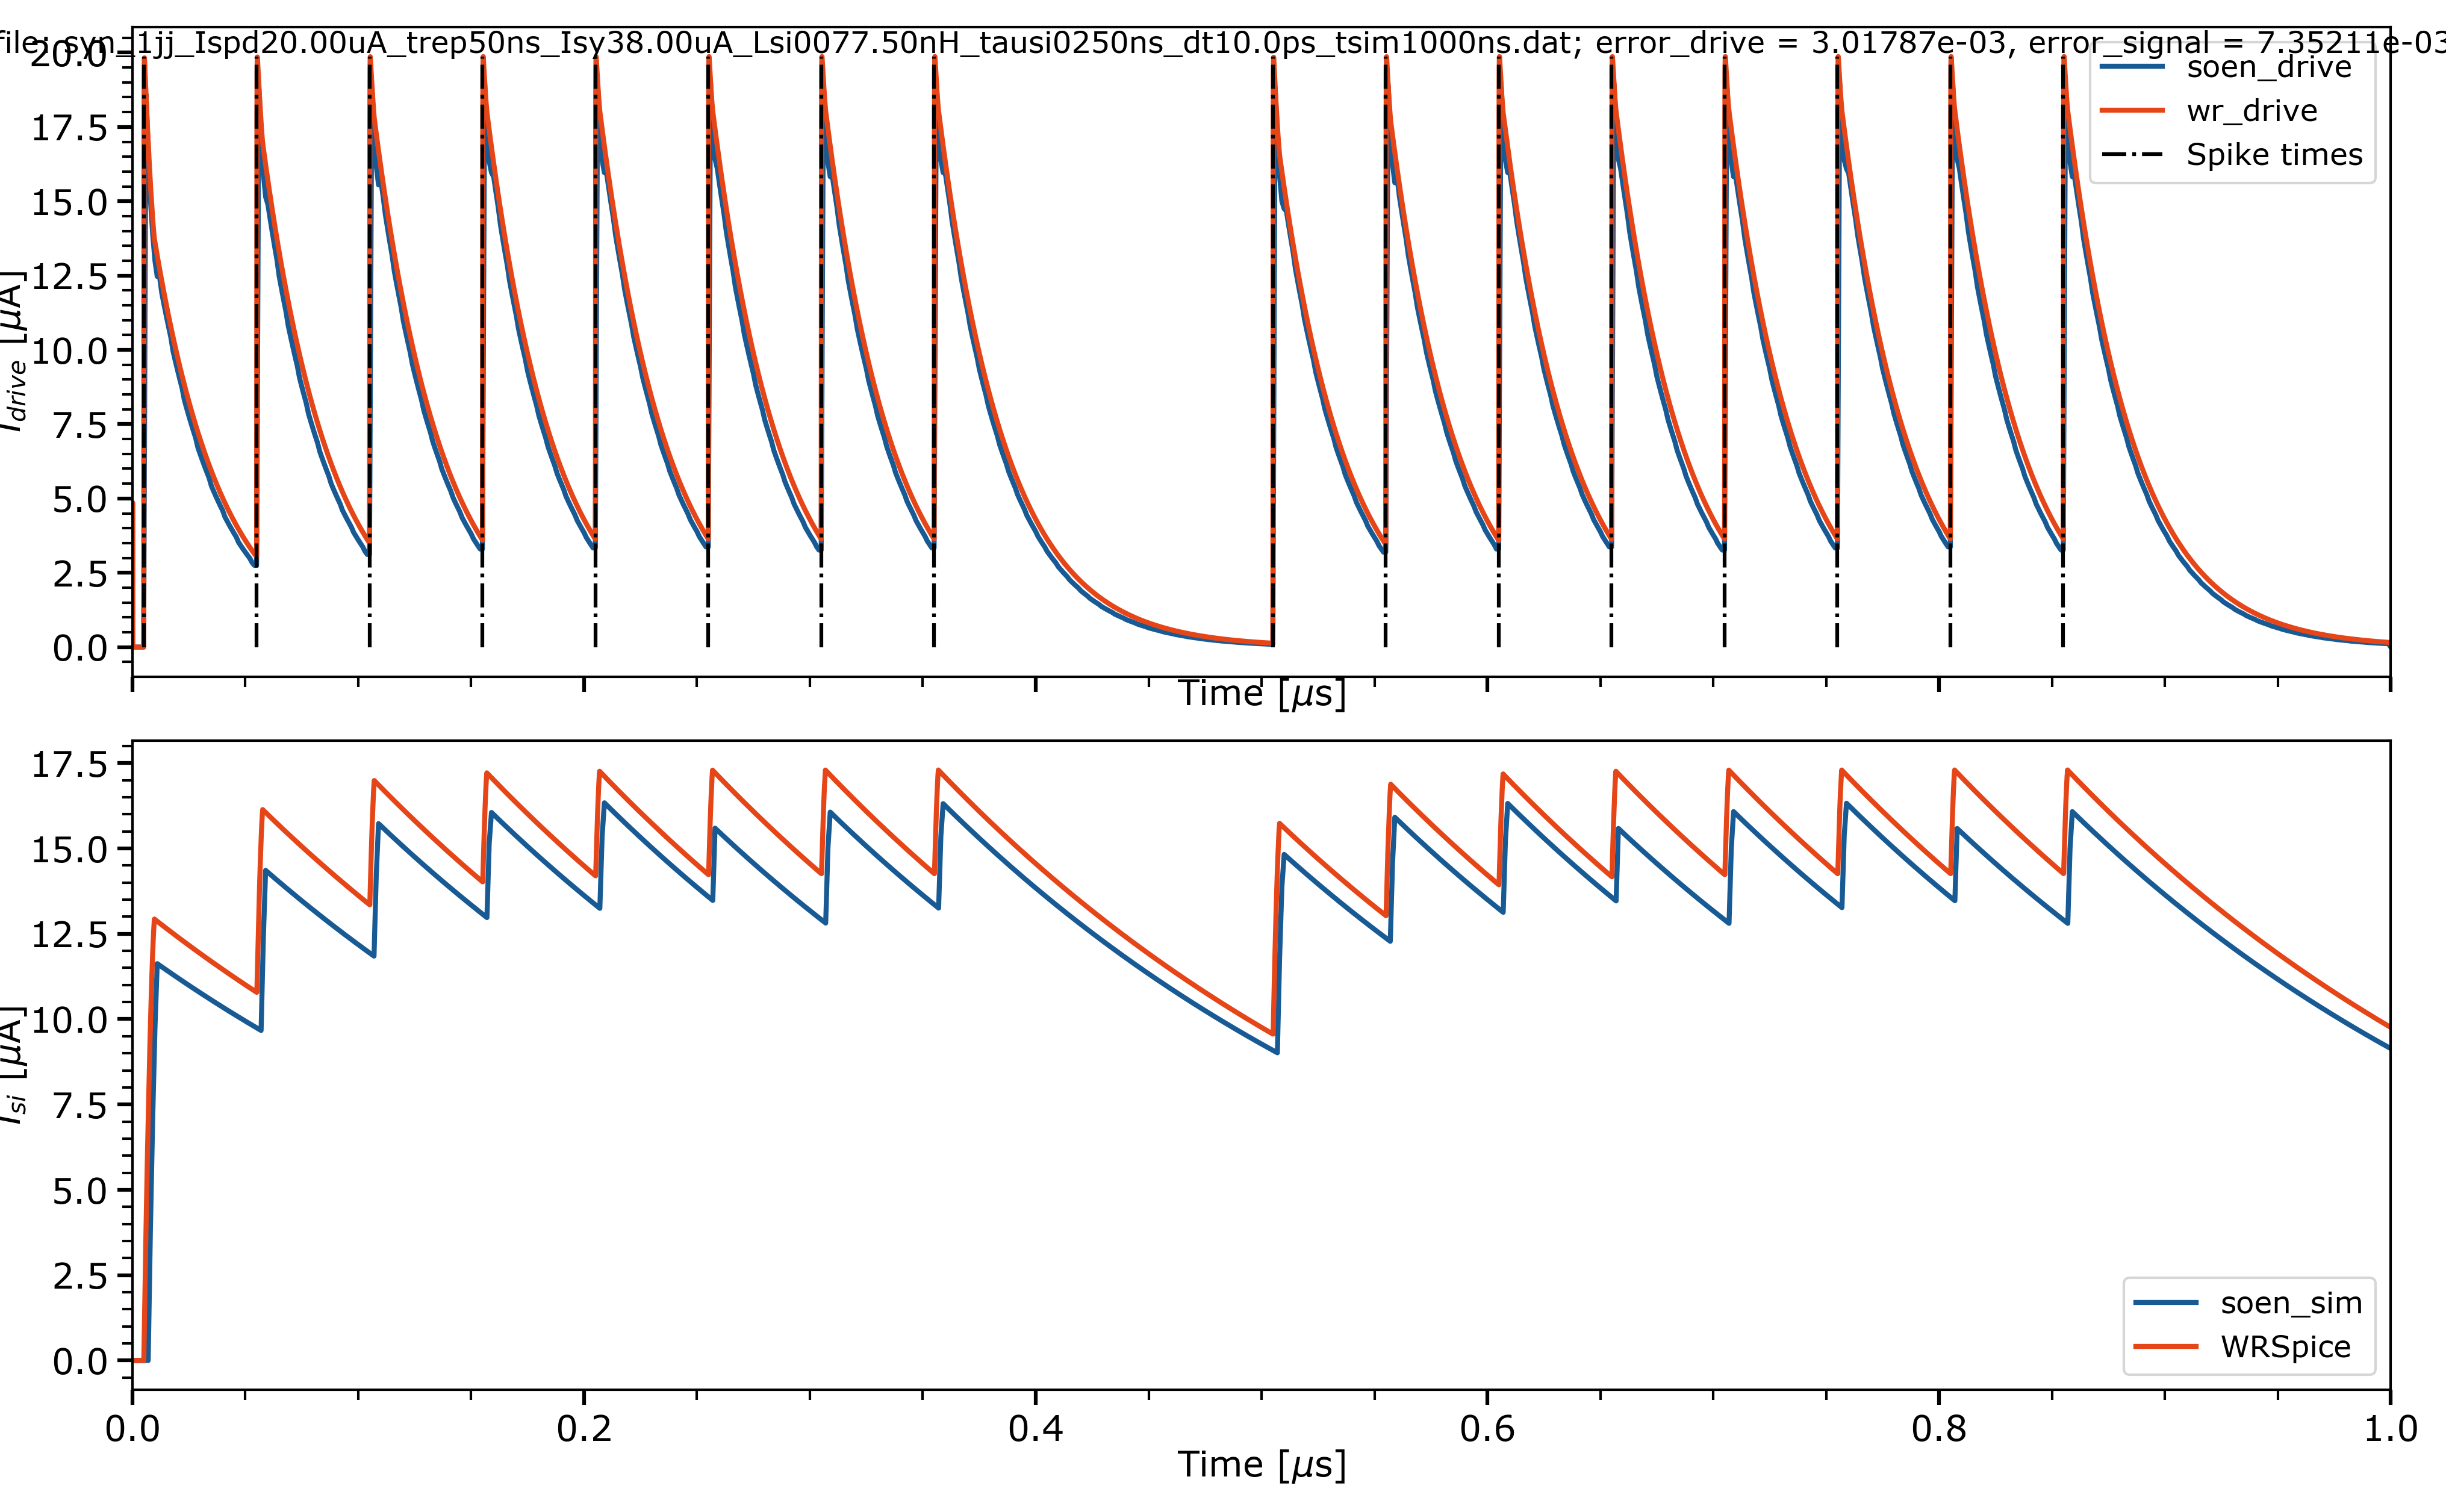 file: syn_1jj_Ispd20.00uA_trep50ns_Isy38.00uA_Lsi0077.50nH_tausi0250ns_dt10.0ps_tsim1000ns.dat; error_drive = 3.01787e-03, error_signal = 7.35211e-03
20.0
17.5
15.0
12.5
10.0
7.5
5.0
2.5
0.0
I_drive [μA]
soen_drive
wr_drive
Spike times
Time [μs]
17.5
15.0
12.5
10.0
7.5
5.0
2.5
0.0
I_si [μA]
soen_sim
WRSpice
0.0 0.2 0.4 0.6 0.8 1.0
Time [μs]